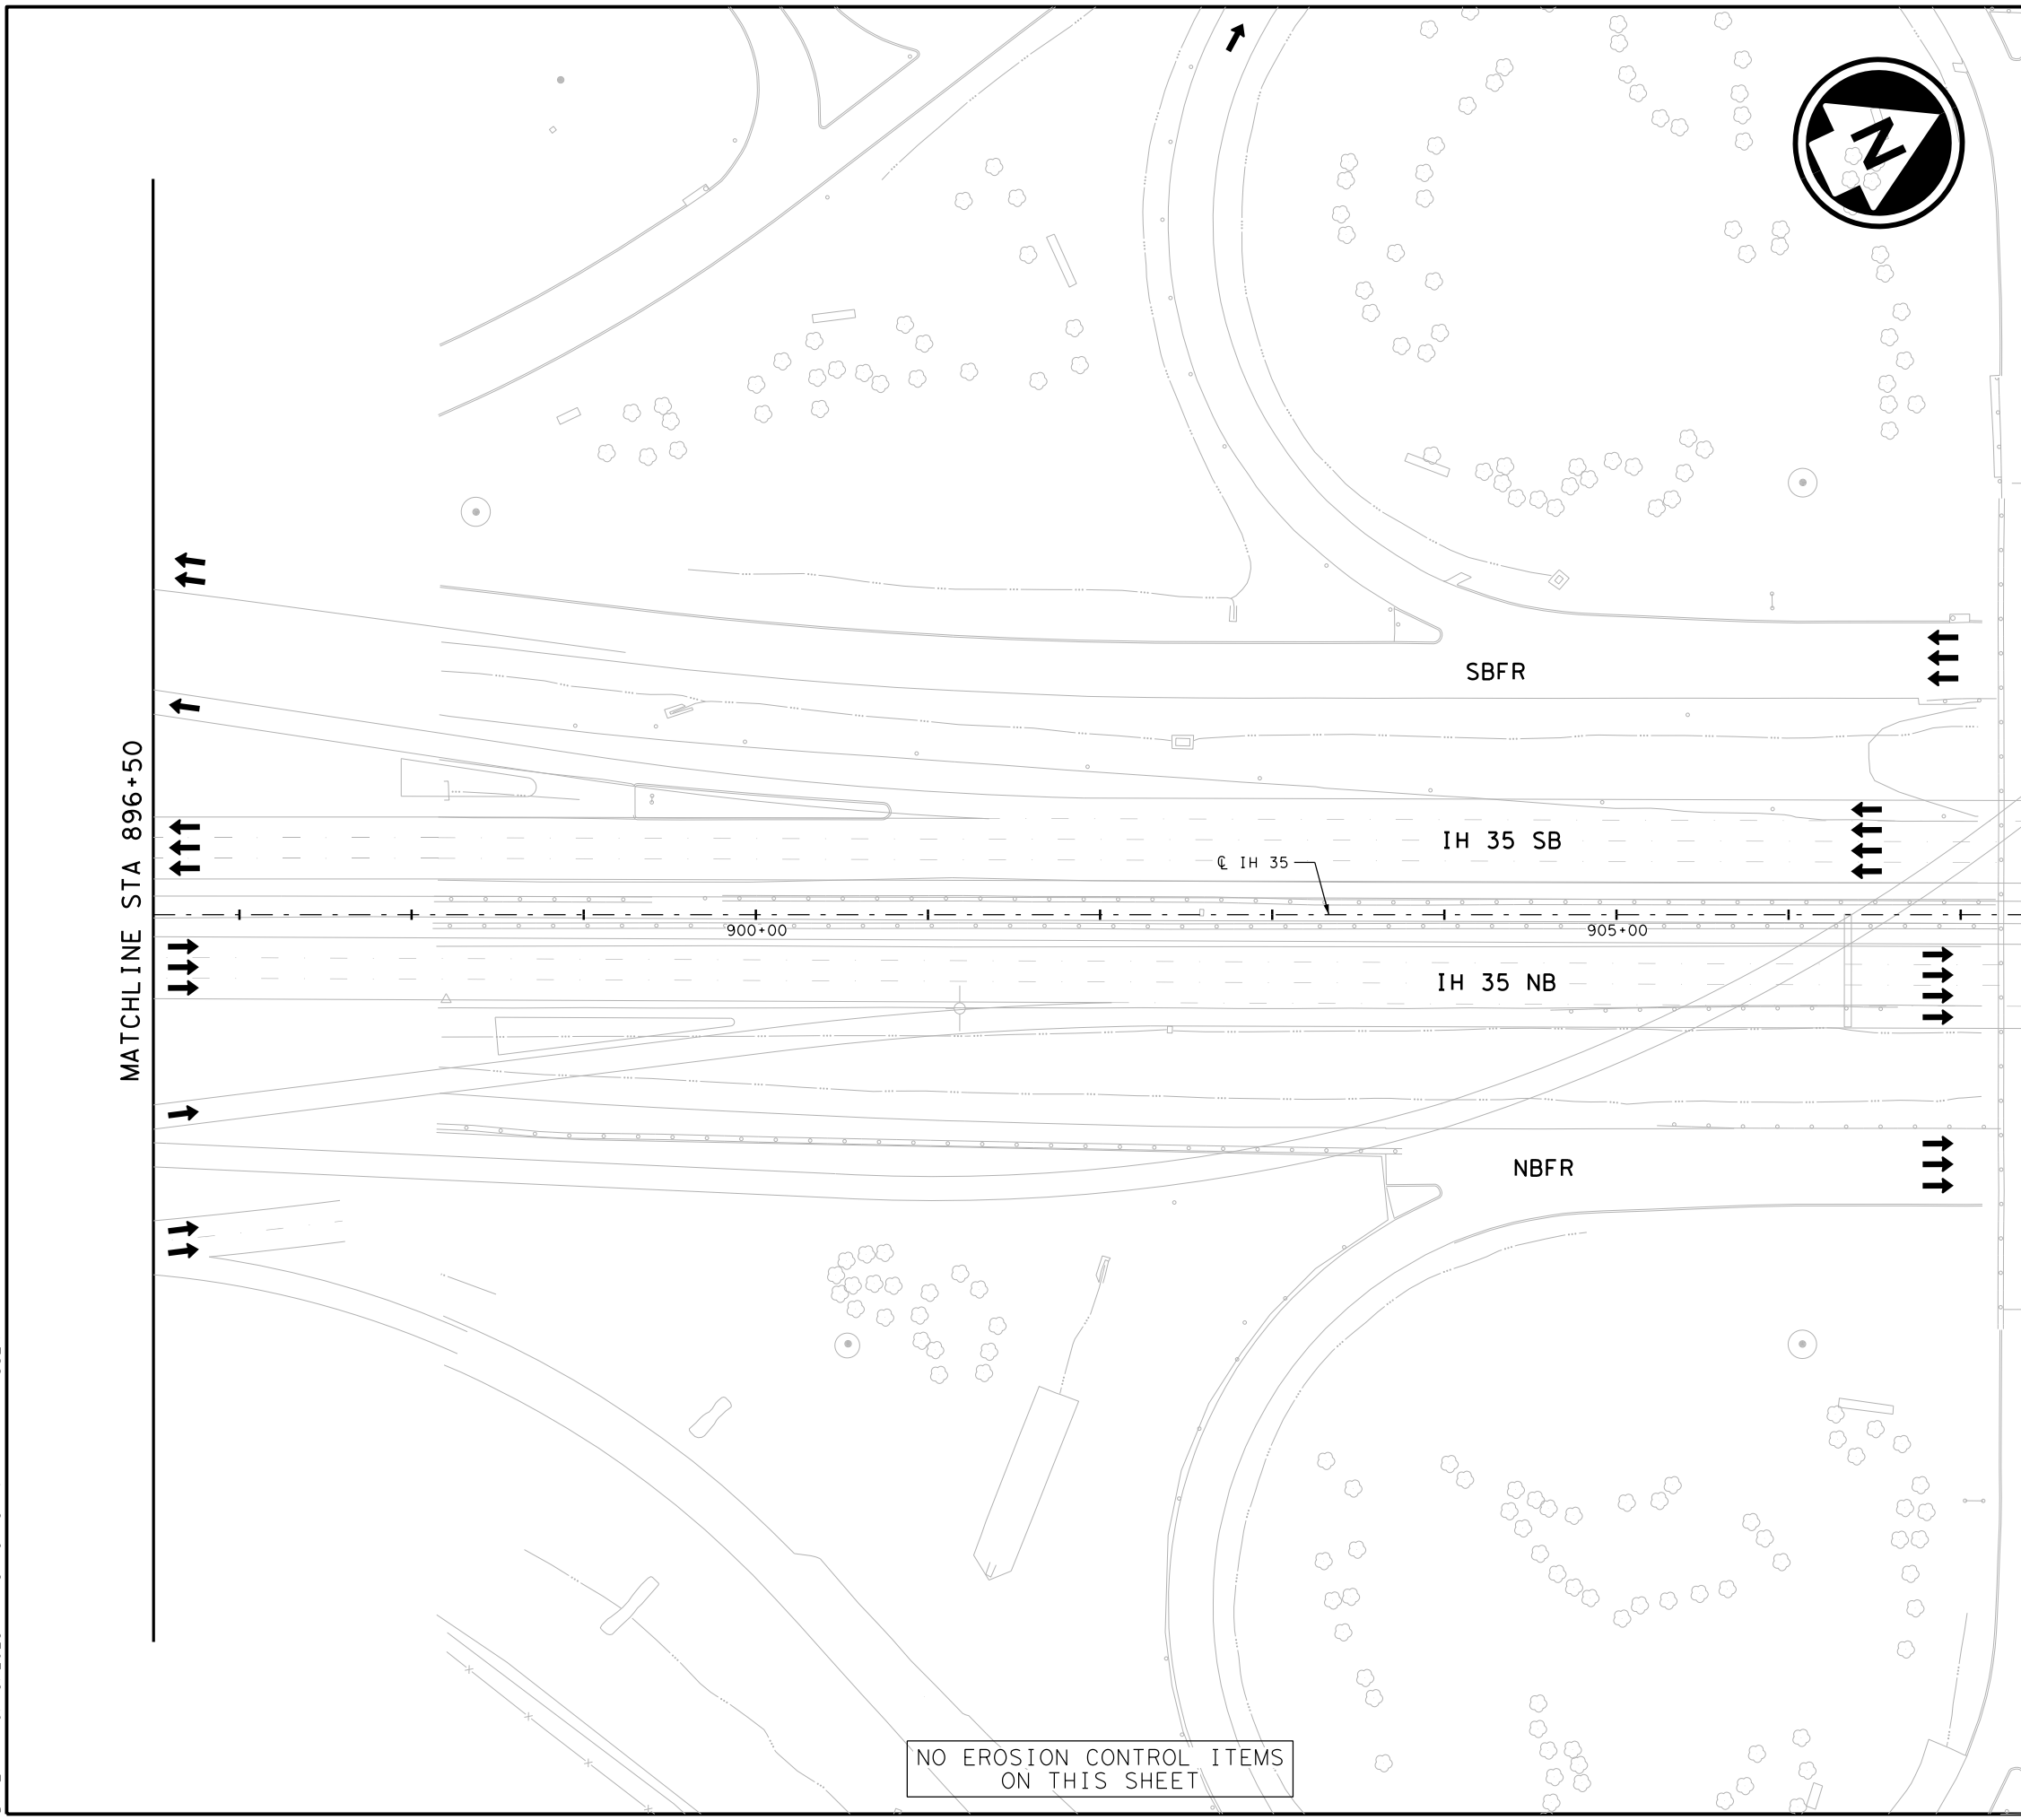 N
SBFR
MATCHLINE STA 896+50
IH 35 SB
℄ IH 35
900+00
905+00
IH 35 NB
NBFR
NO EROSION CONTROL ITEMS
ON THIS SHEET